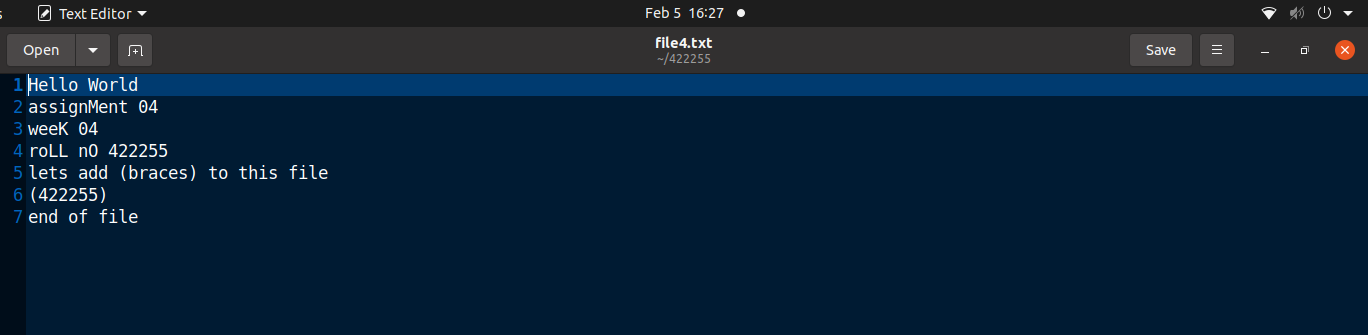 Text Editor
Feb 5 16:27
Open
file4.txt
~/422255
Save
1 Hello World
2 assignMent 04
3 weeK 04
4 roLL nO 422255
5 lets add (braces) to this file
6 (422255)
7 end of file